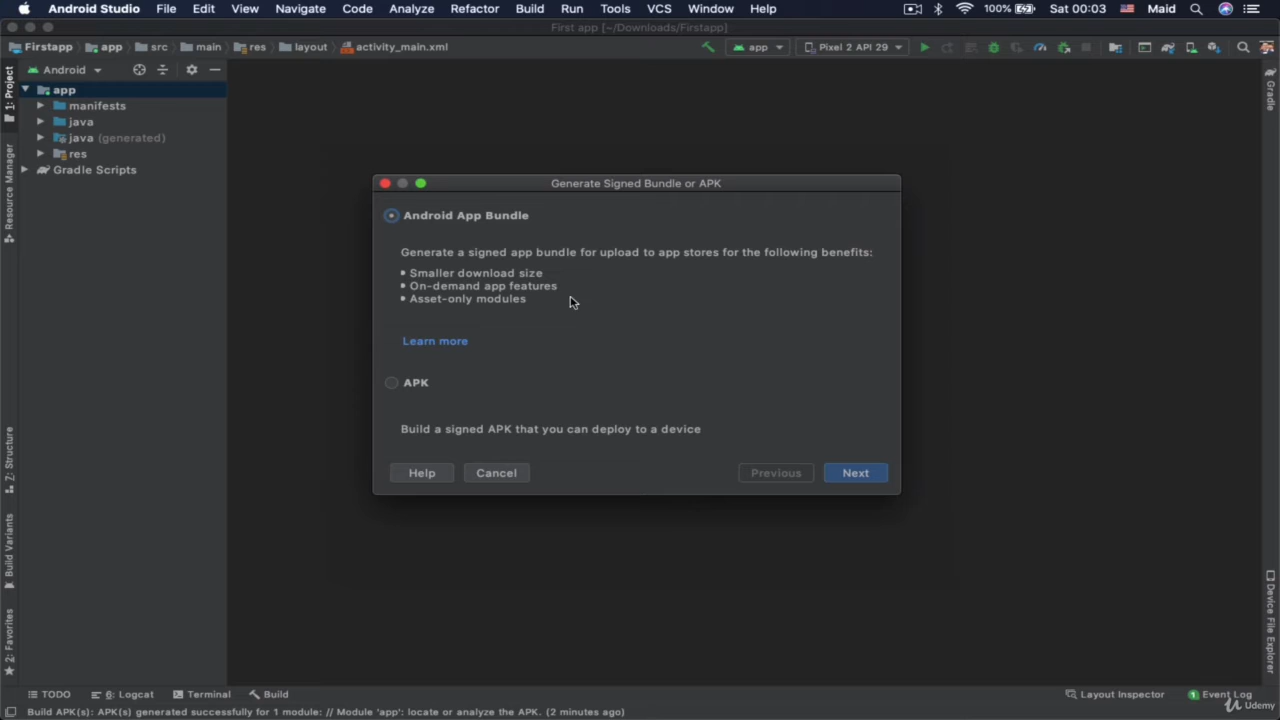 Android Studio File Edit View Navigate Code Analyze Refactor Build Run Tools VCS Window Help 100% Sat 00:03 Maid
First app [~/Downloads/Firstapp]
Firstapp app src main res layout activity_main.xml app Pixel 2 API 29
Android
1: Project
Resource Manager
Z: Structure
Build Variants
2: Favorites
app
manifests
java
java (generated)
res
Gradle Scripts
Generate Signed Bundle or APK
Android App Bundle
Generate a signed app bundle for upload to app stores for the following benefits:
• Smaller download size
• On-demand app features
• Asset-only modules
Learn more
APK
Build a signed APK that you can deploy to a device
Help Cancel Previous Next
Gradle
Device File Explorer
TODO 6: Logcat Terminal Build Layout Inspector 1 Event Log
Build APK(s): APK(s) generated successfully for 1 module: // Module 'app': locate or analyze the APK. (2 minutes ago)
Udemy